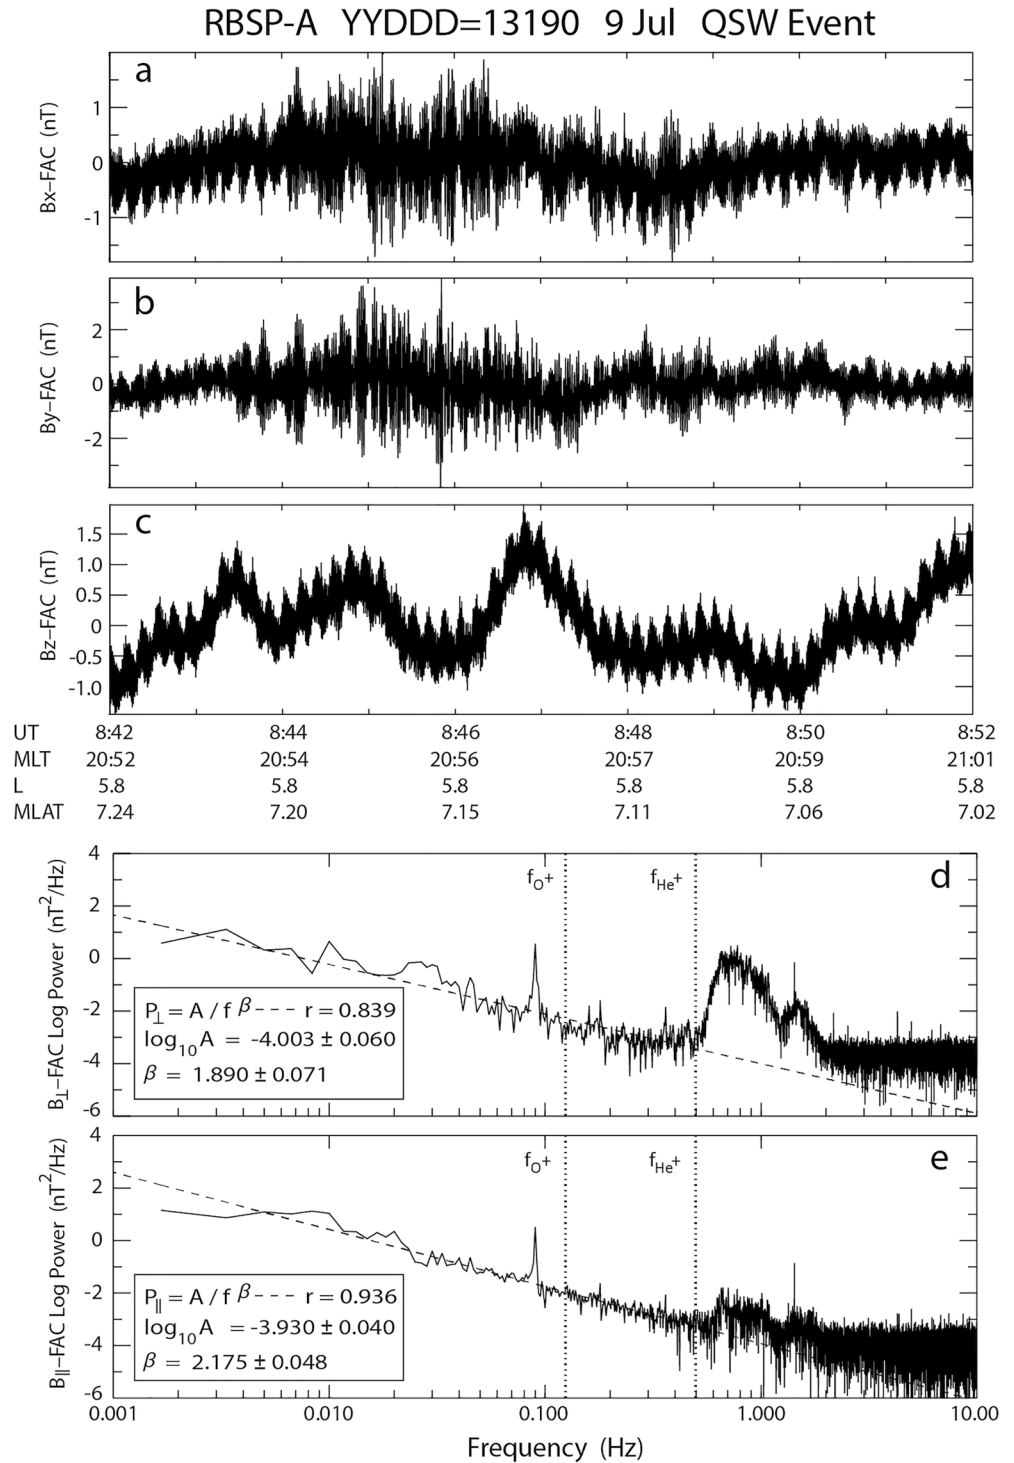 RBSP-A YYDDD=13190 9 Jul QSW Event
a
Bx–FAC (nT)
1
0
-1
b
By–FAC (nT)
2
0
-2
c
Bz–FAC (nT)
1.5
1.0
0.5
0
-0.5
-1.0
UT 8:42 8:44 8:46 8:48 8:50 8:52
MLT 20:52 20:54 20:56 20:57 20:59 21:01
L 5.8 5.8 5.8 5.8 5.8 5.8
MLAT 7.24 7.20 7.15 7.11 7.06 7.02
d
B⊥–FAC Log Power (nT²/Hz)
4
2
0
-2
-4
-6
fO+ fHe+
P⊥ = A / f β --- r = 0.839
log10A = -4.003 ± 0.060
β = 1.890 ± 0.071
e
B||–FAC Log Power (nT²/Hz)
4
2
0
-2
-4
-6
fO+ fHe+
P|| = A / f β --- r = 0.936
log10A = -3.930 ± 0.040
β = 2.175 ± 0.048
0.001 0.010 0.100 1.000 10.00
Frequency (Hz)